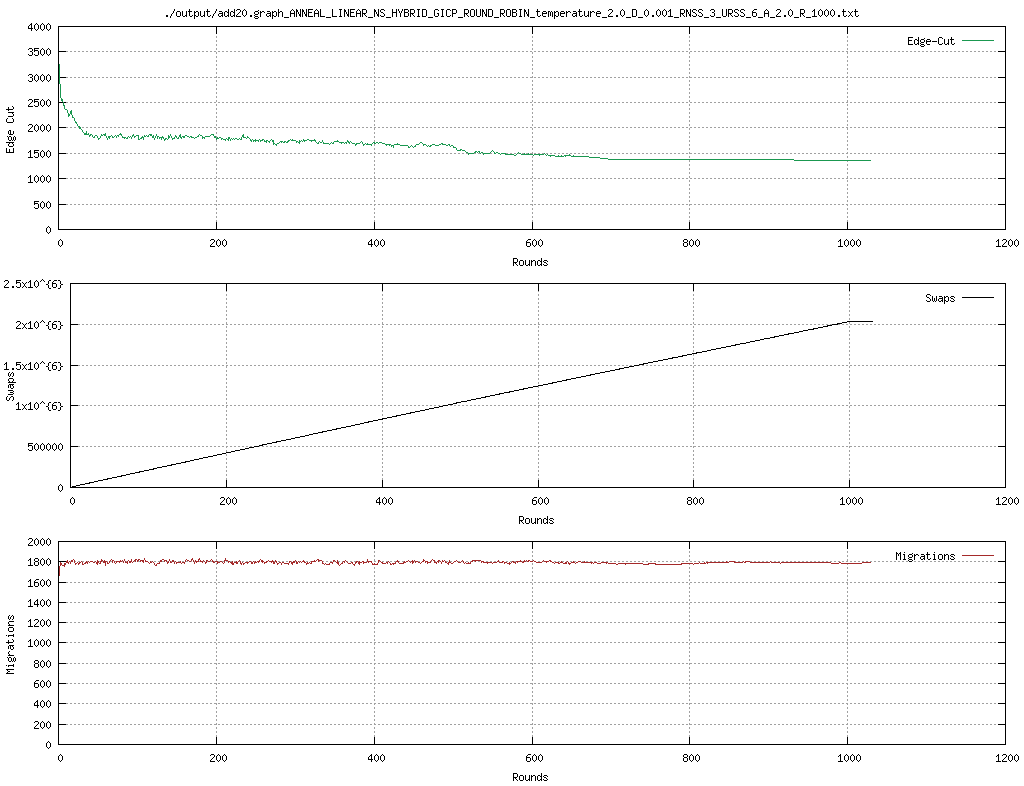 ./output/add20.graph_ANNEAL_LINEAR_NS_HYBRID_GICP_ROUND_ROBIN_temperature_2.0_D_0.001_RNSS_3_URSS_6_A_2.0_R_1000.txt
4000
3500
3000
2500
2000
1500
1000
500
0
Edge Cut
Edge-Cut
0 200 400 600 800 1000 1200
Rounds
2.5x10^{6}
2x10^{6}
1.5x10^{6}
1x10^{6}
500000
0
Swaps
Swaps
0 200 400 600 800 1000 1200
Rounds
2000
1800
1600
1400
1200
1000
800
600
400
200
0
Migrations
Migrations
0 200 400 600 800 1000 1200
Rounds